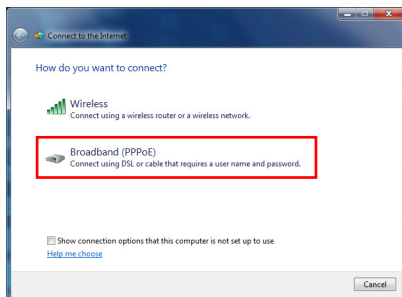 Connect to the Internet
How do you want to connect?
Wireless
Connect using a wireless router or a wireless network.
Broadband (PPPoE)
Connect using DSL or cable that requires a user name and password.
Show connection options that this computer is not set up to use
Help me choose
Cancel